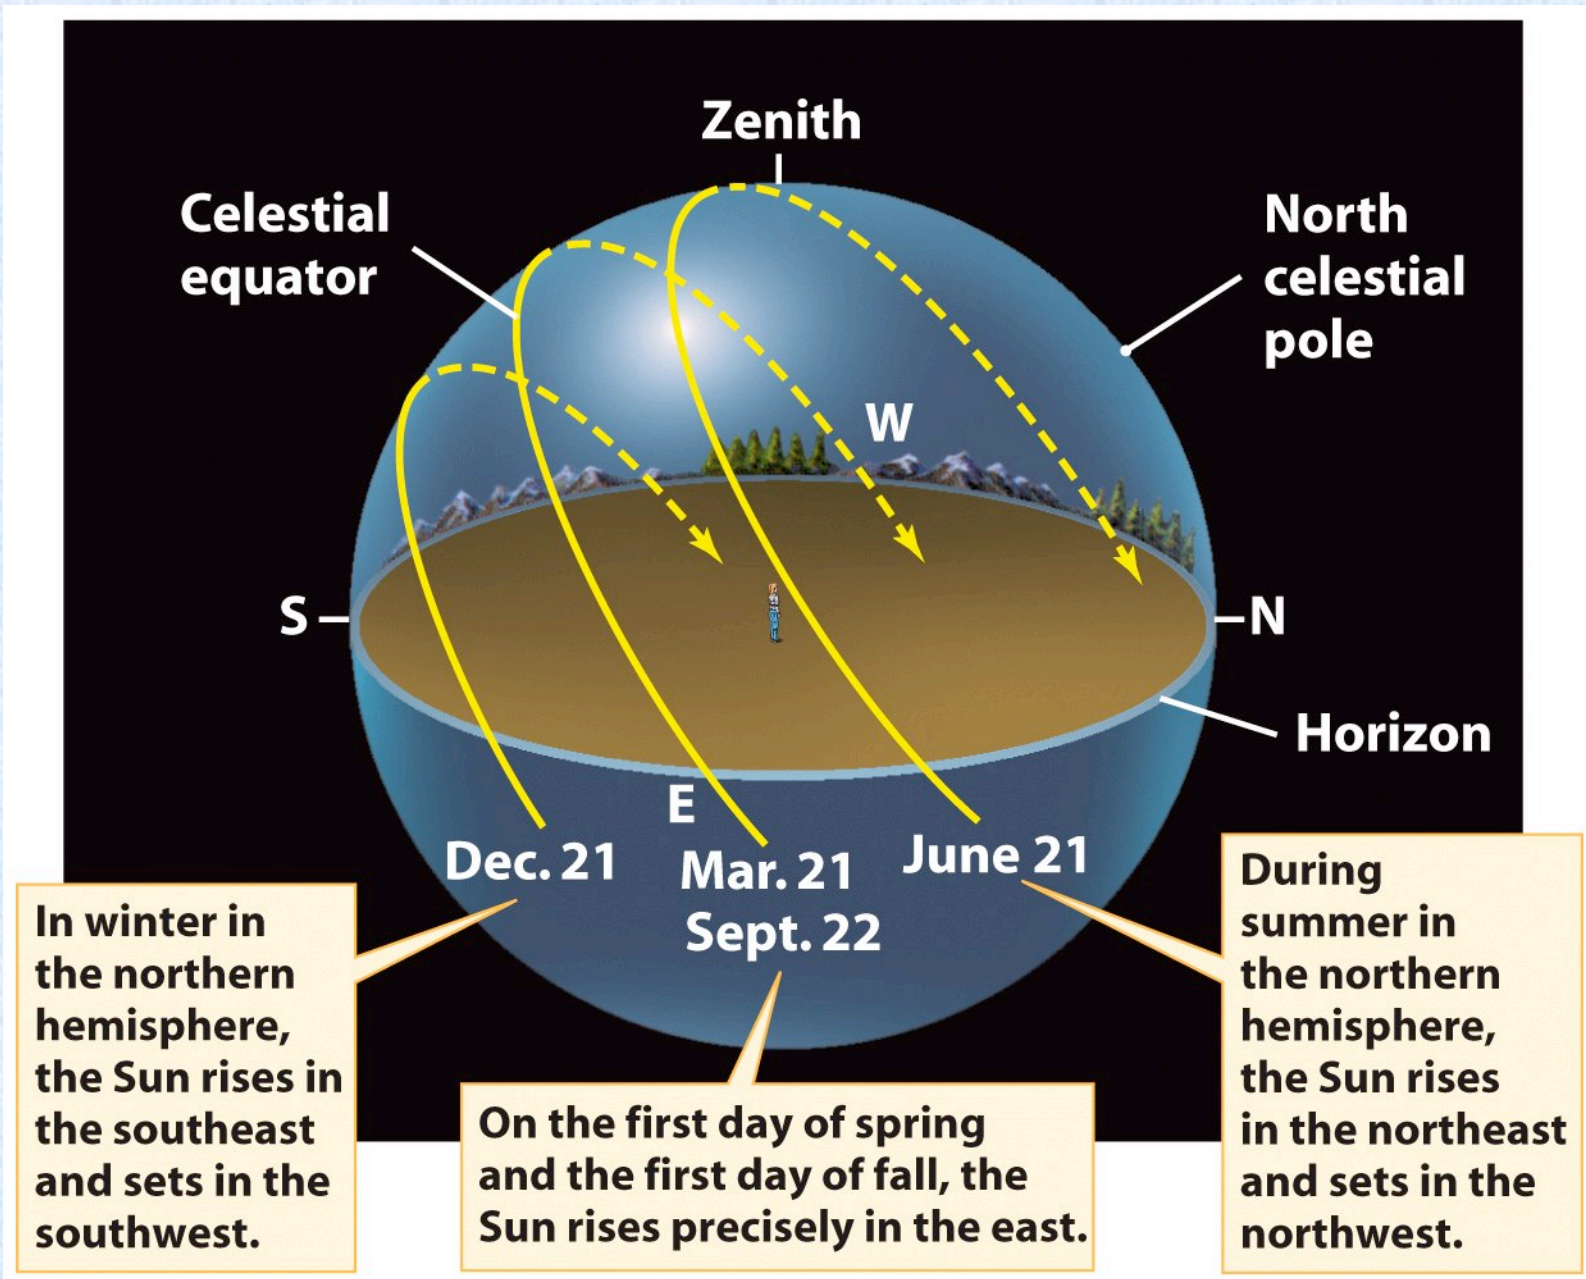 Zenith
Celestial
equator
North
celestial
pole
W
S
N
Horizon
E
Dec. 21
Mar. 21
Sept. 22
June 21
In winter in
the northern
hemisphere,
the Sun rises in
the southeast
and sets in the
southwest.
On the first day of spring
and the first day of fall, the
Sun rises precisely in the east.
During
summer in
the northern
hemisphere,
the Sun rises
in the northeast
and sets in the
northwest.